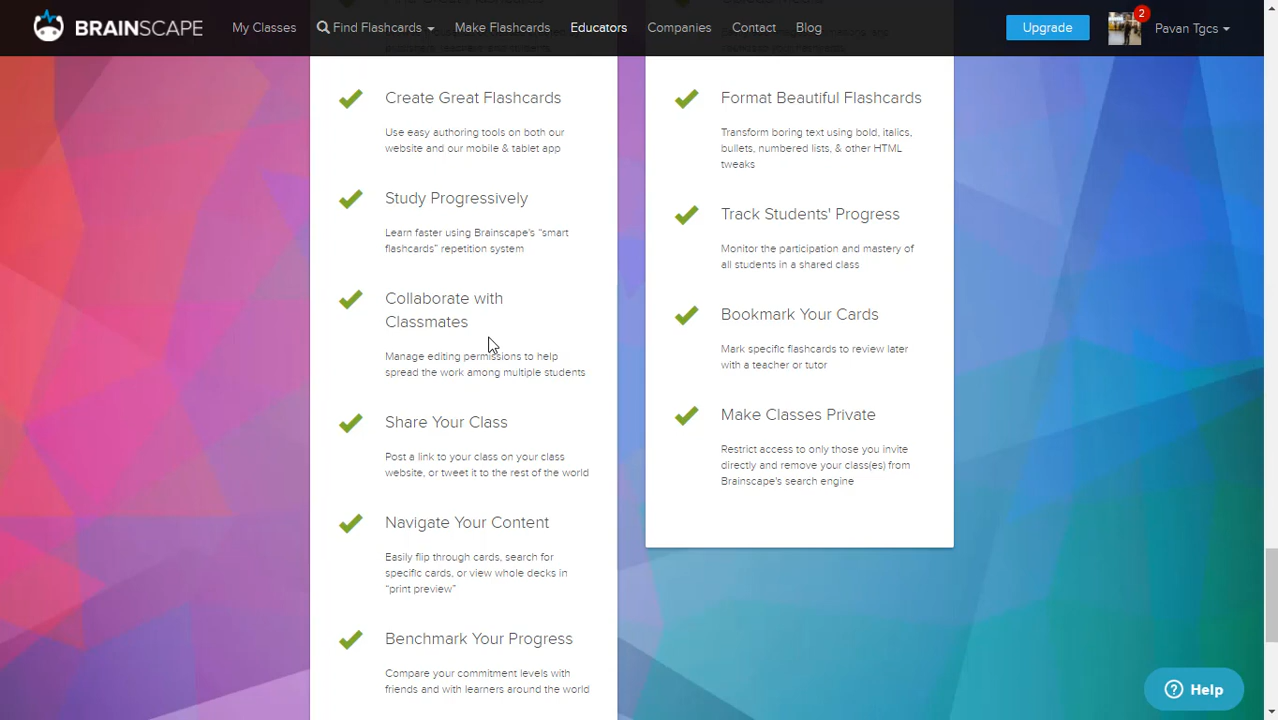 BRAINSCAPE
My Classes
Find Flashcards
Make Flashcards
Educators
Companies
Contact
Blog
Upgrade
2
Pavan Tgcs
Create Great Flashcards
Use easy authoring tools on both our
website and our mobile & tablet app
Study Progressively
Learn faster using Brainscape's “smart
flashcards” repetition system
Collaborate with
Classmates
Manage editing permissions to help
spread the work among multiple students
Share Your Class
Post a link to your class on your class
website, or tweet it to the rest of the world
Navigate Your Content
Easily flip through cards, search for
specific cards, or view whole decks in
“print preview”
Benchmark Your Progress
Compare your commitment levels with
friends and with learners around the world
Format Beautiful Flashcards
Transform boring text using bold, italics,
bullets, numbered lists, & other HTML
tweaks
Track Students' Progress
Monitor the participation and mastery of
all students in a shared class
Bookmark Your Cards
Mark specific flashcards to review later
with a teacher or tutor
Make Classes Private
Restrict access to only those you invite
directly and remove your class(es) from
Brainscape's search engine
Help